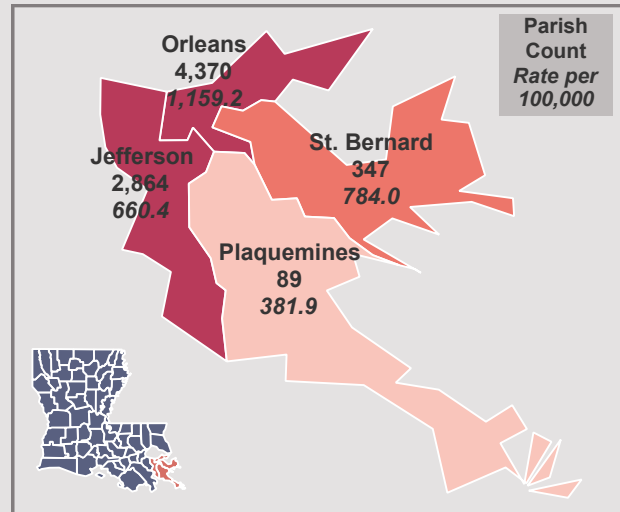 Parish
Count
Rate per
100,000
Orleans
4,370
1,159.2
Jefferson
2,864
660.4
St. Bernard
347
784.0
Plaquemines
89
381.9